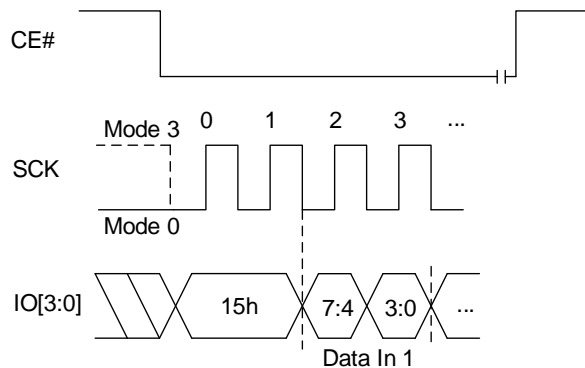 CE#
0 1 2 3 ...
Mode 3
SCK
Mode 0
IO[3:0] 15h 7:4 3:0 ...
Data In 1